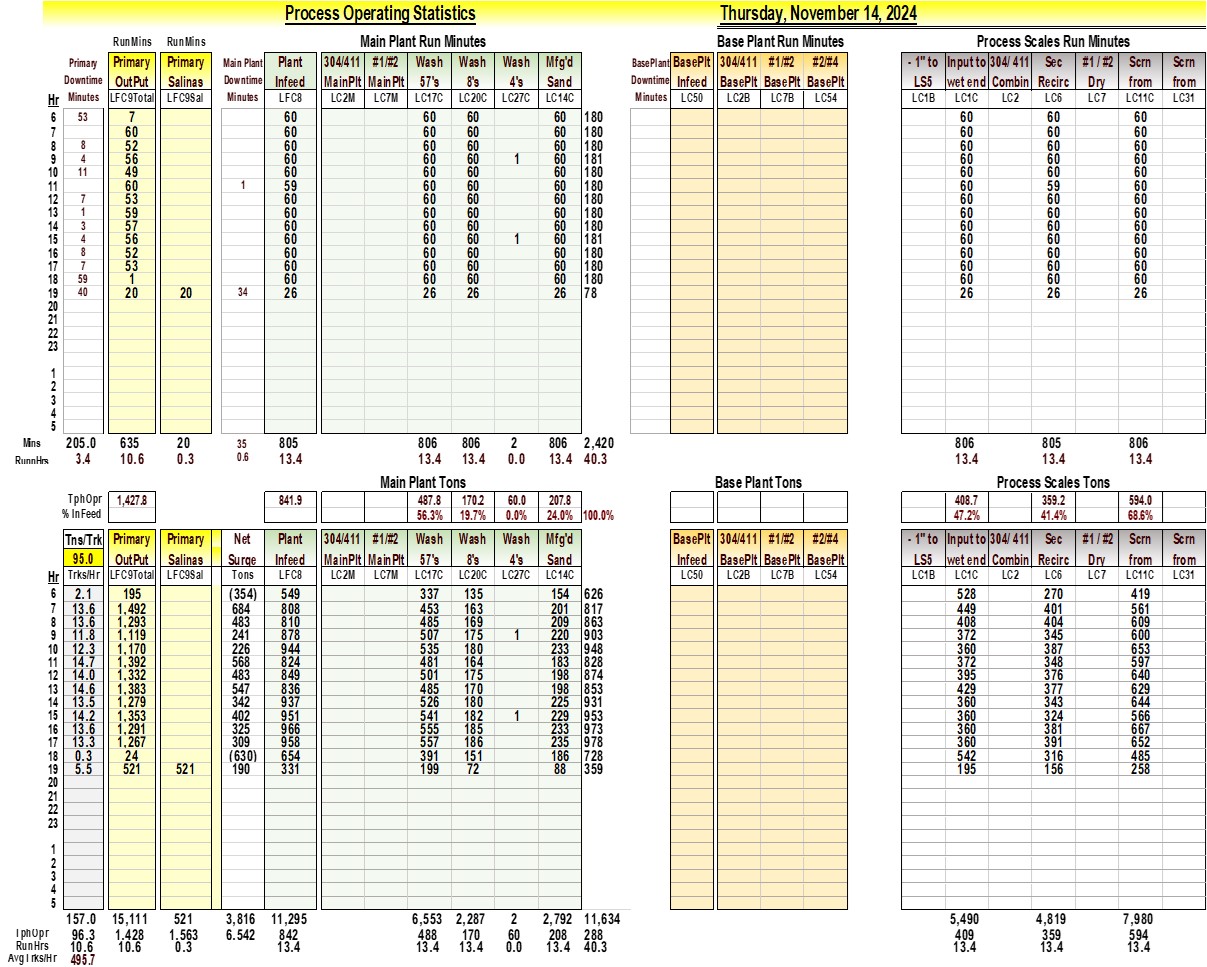 Process Operating Statistics Thursday, November 14, 2024
RunMins RunMins Main Plant Run Minutes Base Plant Run Minutes Process Scales Run Minutes
Primary Primary Primary Main Plant Plant 304/411 #1/#2 Wash Wash Wash Mfg'd BasePlant BasePlt 304/411 #1/#2 #2/#4 - 1" to Input to 304/ 411 Sec #1 / #2 Scrn Scrn
Downtime OutPut Salinas Downtime Infeed MainPlt MainPlt 57's 8's 4's Sand Downtime Infeed BasePlt BasePlt BasePlt LS5 wet end Combin Recirc Dry from from
Hr Minutes LFC9Total LFC9Sal Minutes LFC8 LC2M LC7M LC17C LC20C LC27C LC14C Minutes LC50 LC2B LC7B LC54 LC1B LC1C LC2 LC6 LC7 LC11C LC31
6 53 7 60 60 60 60 180 60 60 60
7 60 60 60 60 60 180 60 60 60
8 8 52 60 60 60 60 180 60 60 60
9 4 56 60 60 60 1 60 181 60 60 60
10 11 49 60 60 60 60 180 60 60 60
11 60 1 59 60 60 60 180 60 59 60
12 7 53 60 60 60 60 180 60 60 60
13 1 59 60 60 60 60 180 60 60 60
14 3 57 60 60 60 60 180 60 60 60
15 4 56 60 60 60 1 60 181 60 60 60
16 8 52 60 60 60 60 180 60 60 60
17 7 53 60 60 60 60 180 60 60 60
18 59 1 60 60 60 60 180 60 60 60
19 40 20 20 34 26 26 26 26 78 26 26 26
20
21
22
23
1
2
3
4
5
Mins 205.0 635 20 35 805 806 806 2 806 2,420 806 805 806
RunnHrs 3.4 10.6 0.3 0.6 13.4 13.4 13.4 0.0 13.4 40.3 13.4 13.4 13.4
Main Plant Tons Base Plant Tons Process Scales Tons
TphOpr 1,427.8 841.9 487.8 170.2 60.0 207.8 408.7 359.2 594.0
% InFeed 56.3% 19.7% 0.0% 24.0% 100.0% 47.2% 41.4% 68.6%
Tns/Trk Primary Primary Net Plant 304/411 #1/#2 Wash Wash Wash Mfg'd BasePlt 304/411 #1/#2 #2/#4 - 1" to Input to 304/ 411 Sec #1 / #2 Scrn Scrn
95.0 OutPut Salinas Surge Infeed MainPlt MainPlt 57's 8's 4's Sand Infeed BasePlt BasePlt BasePlt LS5 wet end Combin Recirc Dry from from
Hr Trks/Hr LFC9Total LFC9Sal Tons LFC8 LC2M LC7M LC17C LC20C LC27C LC14C LC50 LC2B LC7B LC54 LC1B LC1C LC2 LC6 LC7 LC11C LC31
6 2.1 195 (354) 549 337 135 154 626 528 270 419
7 13.6 1,492 684 808 453 163 201 817 449 401 561
8 13.6 1,293 483 810 485 169 209 863 408 404 609
9 11.8 1,119 241 878 507 175 1 220 903 372 345 600
10 12.3 1,170 226 944 535 180 233 948 360 387 653
11 14.7 1,392 568 824 481 164 183 828 372 348 597
12 14.0 1,332 483 849 501 175 198 874 395 376 640
13 14.6 1,383 547 836 485 170 198 853 429 377 629
14 13.5 1,279 342 937 526 180 225 931 360 343 644
15 14.2 1,353 402 951 541 182 1 229 953 360 324 566
16 13.6 1,291 325 966 555 185 233 973 360 381 667
17 13.3 1,267 309 958 557 186 235 978 360 391 652
18 0.3 24 (630) 654 391 151 186 728 542 316 485
19 5.5 521 521 190 331 199 72 88 359 195 156 258
20
21
22
23
1
2
3
4
5
157.0 15,111 521 3,816 11,295 6,553 2,287 2 2,792 11,634 5,490 4,819 7,980
TphOpr 96.3 1.428 1.563 6.542 842 488 170 60 208 288 409 359 594
RunHrs 10.6 10.6 0.3 13.4 13.4 13.4 0.0 13.4 40.3 13.4 13.4 13.4
Avg Trks/Hr 495.7